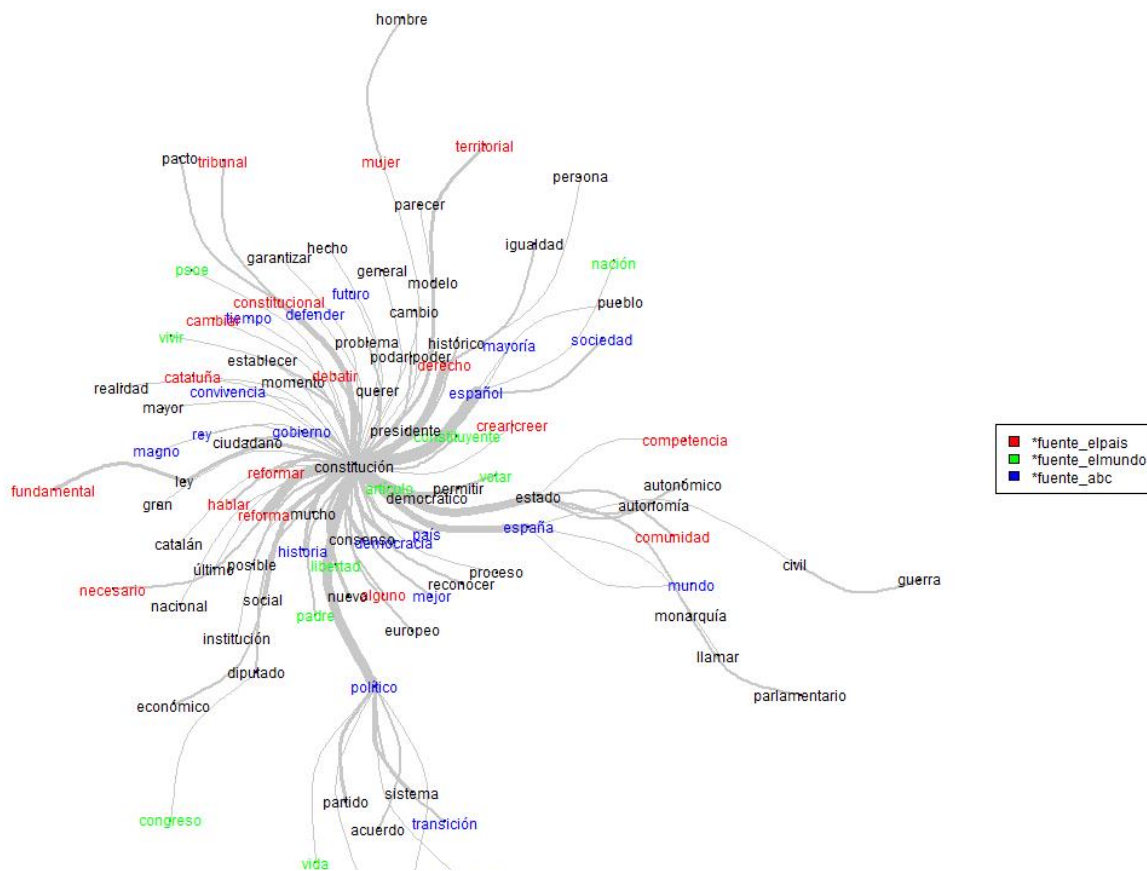 hombre
pacto
tribunal
mujer
territorial
persona
parecer
igualdad
hecho
garantizar
general
nación
psoe
modelo
futuro
pueblo
constitucional
defender
cambio
cambiar
tiempo
vivir
problema
histórico
mayoría
sociedad
podar|poder
establecer
derecho
cataluña
momento
debatir
realidad
convivencia
querer
español
mayor
rey
gobierno
presidente
crear|creer
ciudadano
constituyente
competencia
magno
constitución
reformar
ley
artículo
permitir
votar
autonómico
fundamental
democrático
estado
gran
hablar
reforma
mucho
autonomía
país
españa
catalán
consenso
democracia
comunidad
historia
último
posible
libertad
proceso
civil
reconocer
guerra
necesario
nacional
social
nuevo
alguno
mejor
mundo
padre
monarquía
institución
europeo
llamar
diputado
político
parlamentario
económico
partido
sistema
congreso
acuerdo
transición
vida
*fuente_elpais
*fuente_elmundo
*fuente_abc